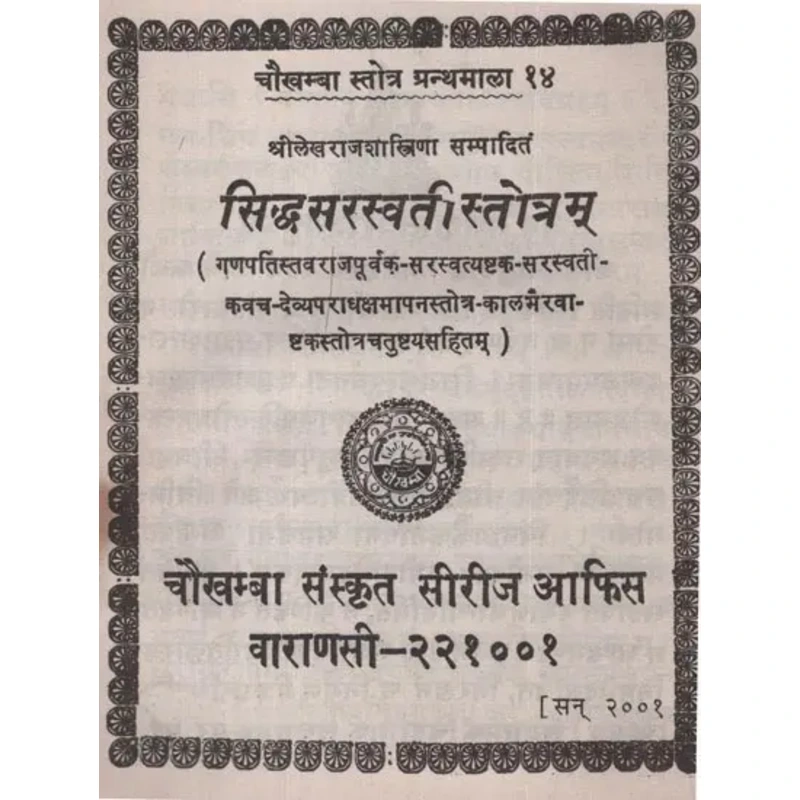 चौखम्बा स्तोत्र ग्रन्थमाला १४
श्रीलेखराजशास्त्रिणा सम्पादितं
सिद्धसरस्वतीस्तोत्रम्
( गणपतिस्तवराजपूर्वक-सरस्वत्यष्टक-सरस्वती-
कवच-देव्यपराधक्षमापनस्तोत्र-कालभैरवा-
ष्टकस्तोत्रचतुष्टयसहितम् )
चौखम्बा
चौखम्बा संस्कृत सीरीज आफिस
वाराणसी–२२१००१
[ सन् २००१